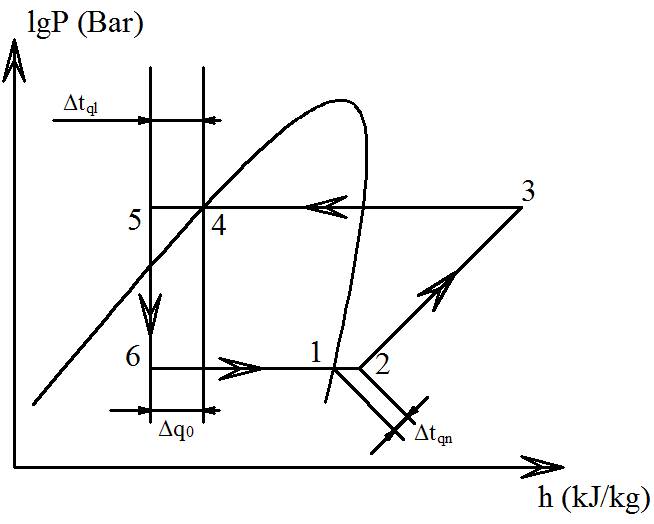 lgP (Bar)
Δt_ql
3
5
4
6
1
2
Δq₀
Δt_qn
h (kJ/kg)